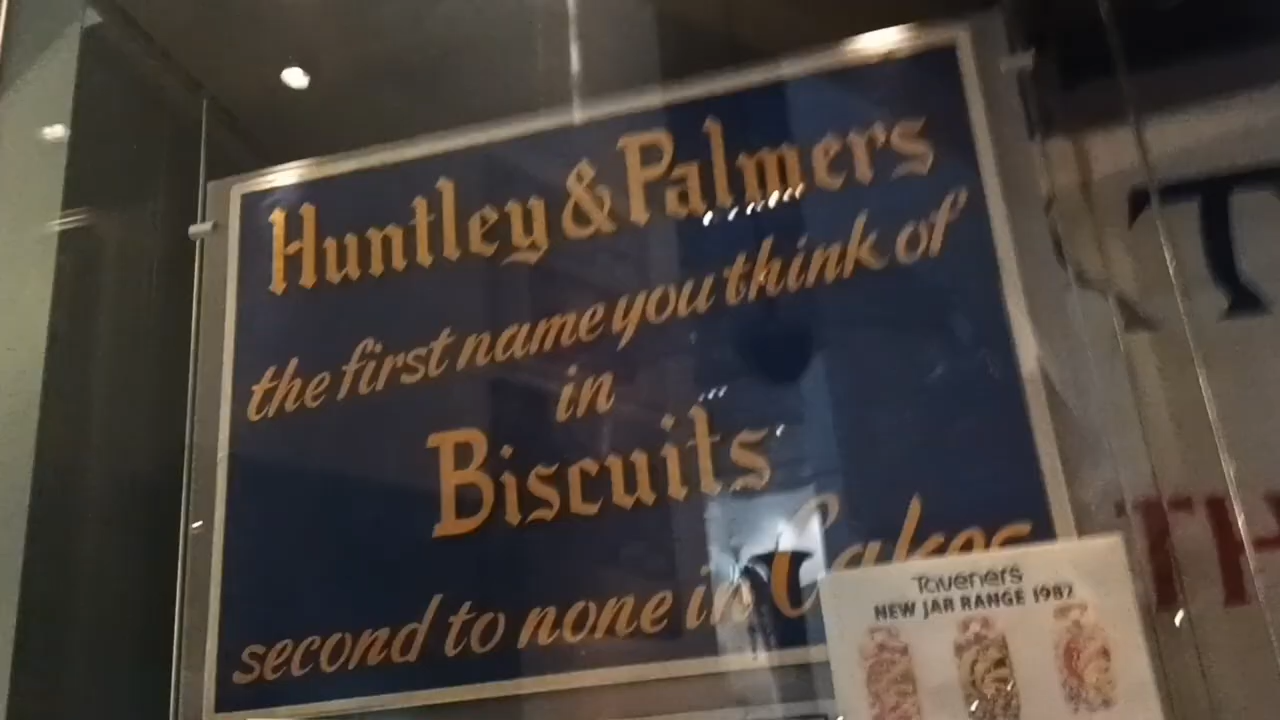 Huntley & Palmers
the first name you think of
in
Biscuits
second to none in Cakes
Taveners
NEW JAR RANGE 1987
T
TH